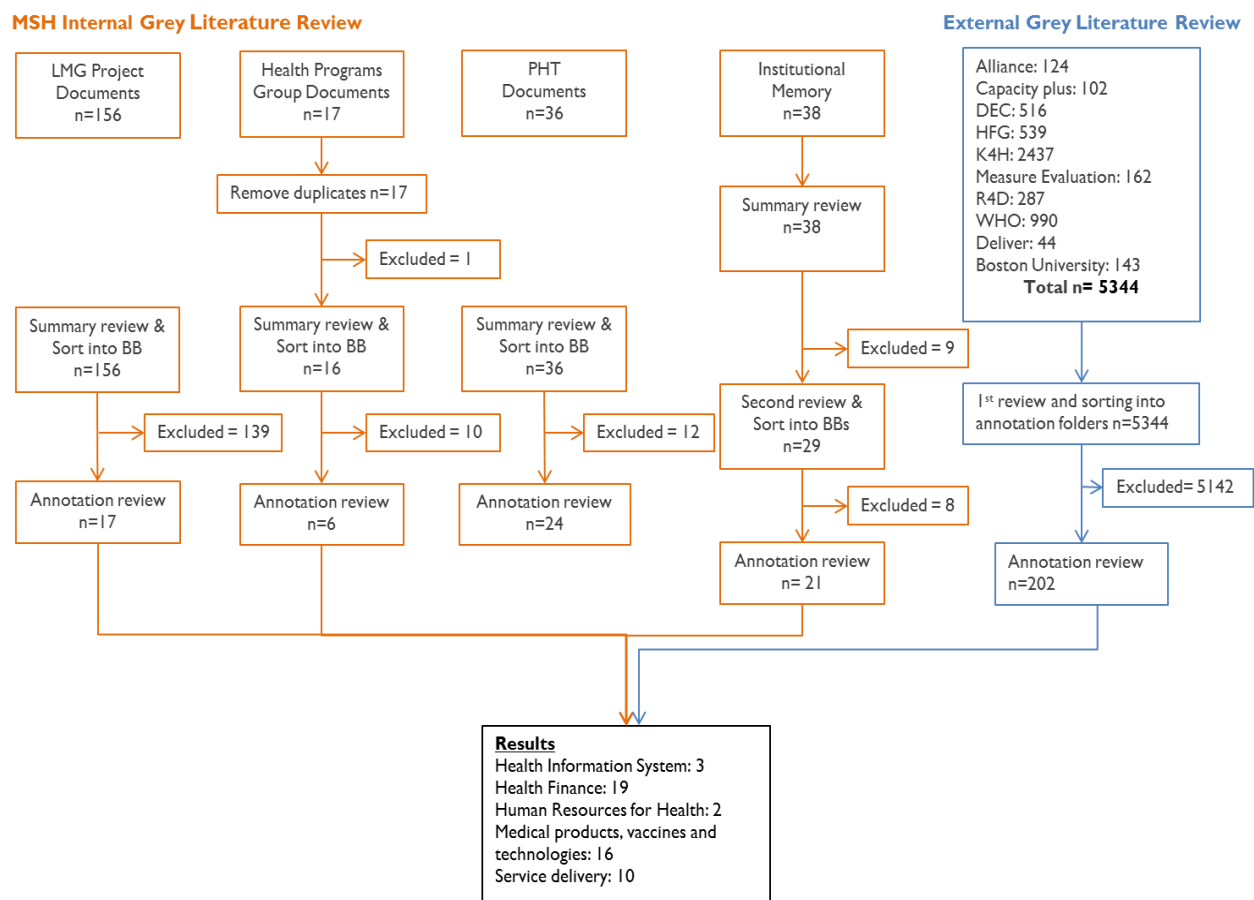 MSH Internal Grey Literature Review
External Grey Literature Review
LMG Project
Documents
n=156
Health Programs
Group Documents
n=17
PHT
Documents
n=36
Institutional
Memory
n=38
Alliance: 124
Capacity plus: 102
DEC: 516
HFG: 539
K4H: 2437
Measure Evaluation: 162
R4D: 287
WHO: 990
Deliver: 44
Boston University: 143
Total n= 5344
Remove duplicates n=17
Summary review
n=38
Excluded = 1
Summary review &
Sort into BB
n=156
Summary review &
Sort into BB
n=16
Summary review &
Sort into BB
n=36
Excluded = 9
Second review &
Sort into BBs
n=29
1st review and sorting into
annotation folders n=5344
Excluded = 139
Excluded = 10
Excluded = 12
Annotation review
n=17
Annotation review
n=6
Annotation review
n=24
Excluded = 8
Excluded= 5142
Annotation review
n= 21
Annotation review
n=202
Results
Health Information System: 3
Health Finance: 19
Human Resources for Health: 2
Medical products, vaccines and
technologies: 16
Service delivery: 10